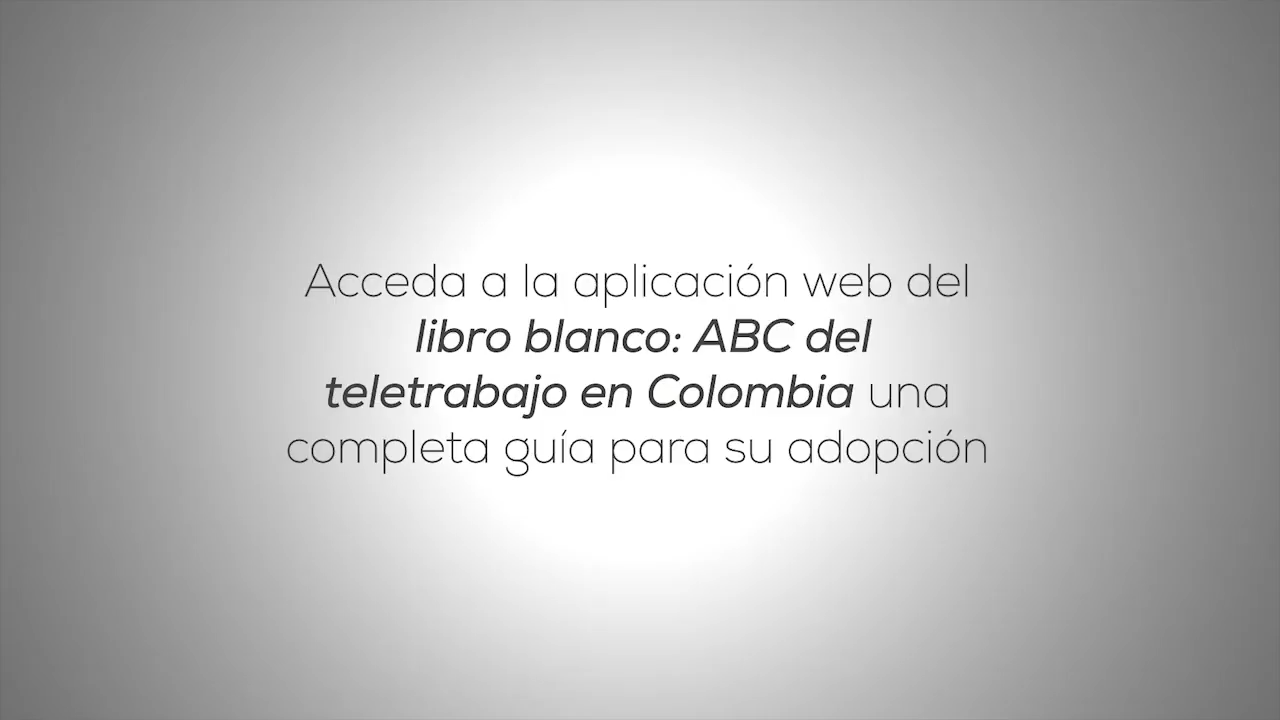 Acceda a la aplicación web del
libro blanco: ABC del
teletrabajo en Colombia una
completa guía para su adopción